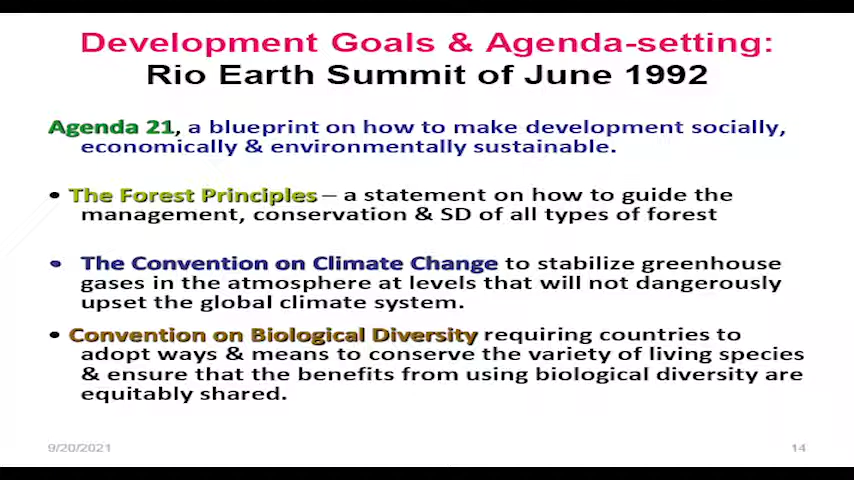 Development Goals & Agenda-setting:
Rio Earth Summit of June 1992
Agenda 21, a blueprint on how to make development socially,
economically & environmentally sustainable.
• The Forest Principles – a statement on how to guide the
management, conservation & SD of all types of forest
• The Convention on Climate Change to stabilize greenhouse
gases in the atmosphere at levels that will not dangerously
upset the global climate system.
• Convention on Biological Diversity requiring countries to
adopt ways & means to conserve the variety of living species
& ensure that the benefits from using biological diversity are
equitably shared.
9/20/2021
14